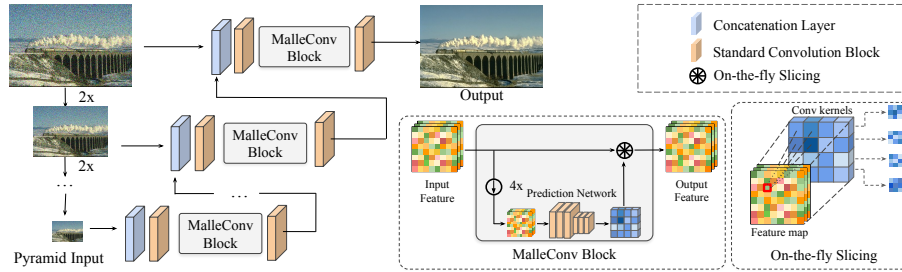 MalleConv
Block
2x
Output
Concatenation Layer
Standard Convolution Block
On-the-fly Slicing
MalleConv
Block
2x
...
...
MalleConv
Block
Pyramid Input
Input
Feature
4x
Prediction Network
Output
Feature
MalleConv Block
Conv kernels
Feature map
On-the-fly Slicing